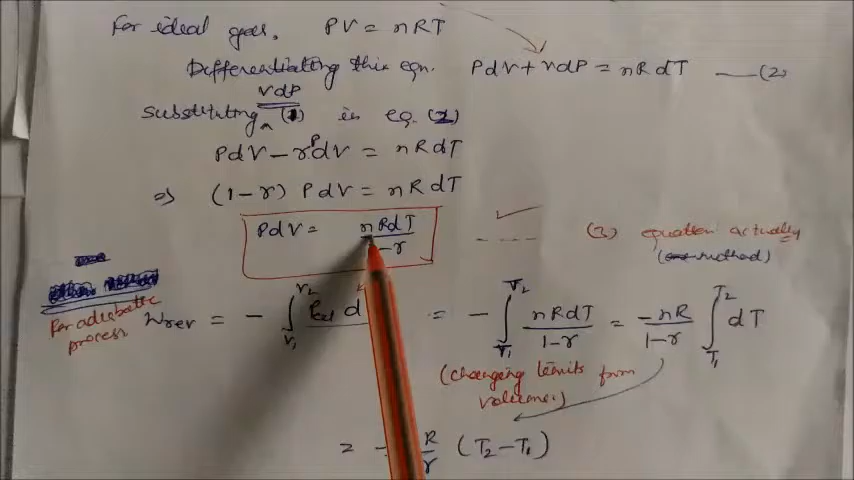 For ideal gas, PV = nRT
Differentiating this eqn. PdV + VdP = nRdT —— (2)
VdP
substituting ^ (1) in eq. (2)
PdV - γPdV = nRdT
⇒ (1-γ) PdV = nRdT
PdV = nRdT / -γ ---- (3) equation actually
method)
For adiabatic process Wrev = - ∫V₁^V₂ Pext d = - ∫T₁^T₂ nRdT / 1-γ = -nR / 1-γ ∫T₁^T₂ dT
(changing limits from
volume.)
= - R / γ (T₂ - T₁)